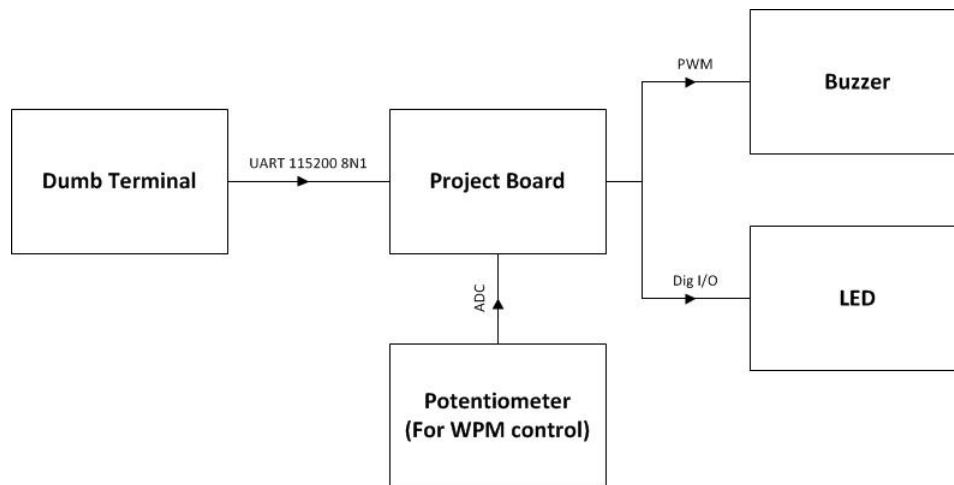 PWM
Buzzer
UART 115200 8N1
Dumb Terminal
Project Board
Dig I/O
LED
ADC
Potentiometer
(For WPM control)